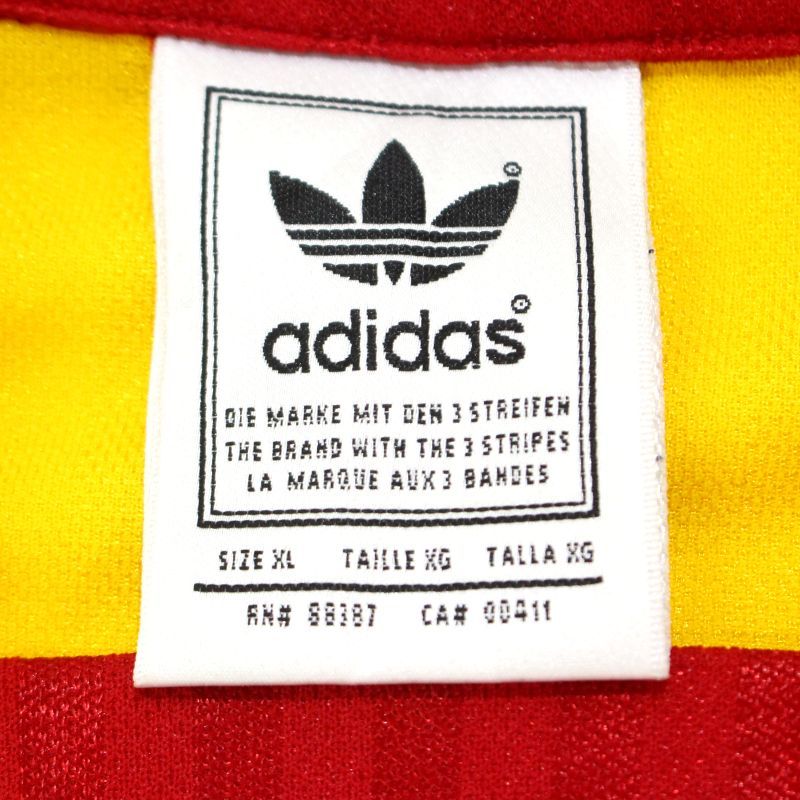 ®
adidas®
DIE MARKE MIT DEN 3 STREIFEN
THE BRAND WITH THE 3 STRIPES
LA MARQUE AUX 3 BANDES
SIZE XL TAILLE XG TALLA XG
RN# 88387 CA# 00411